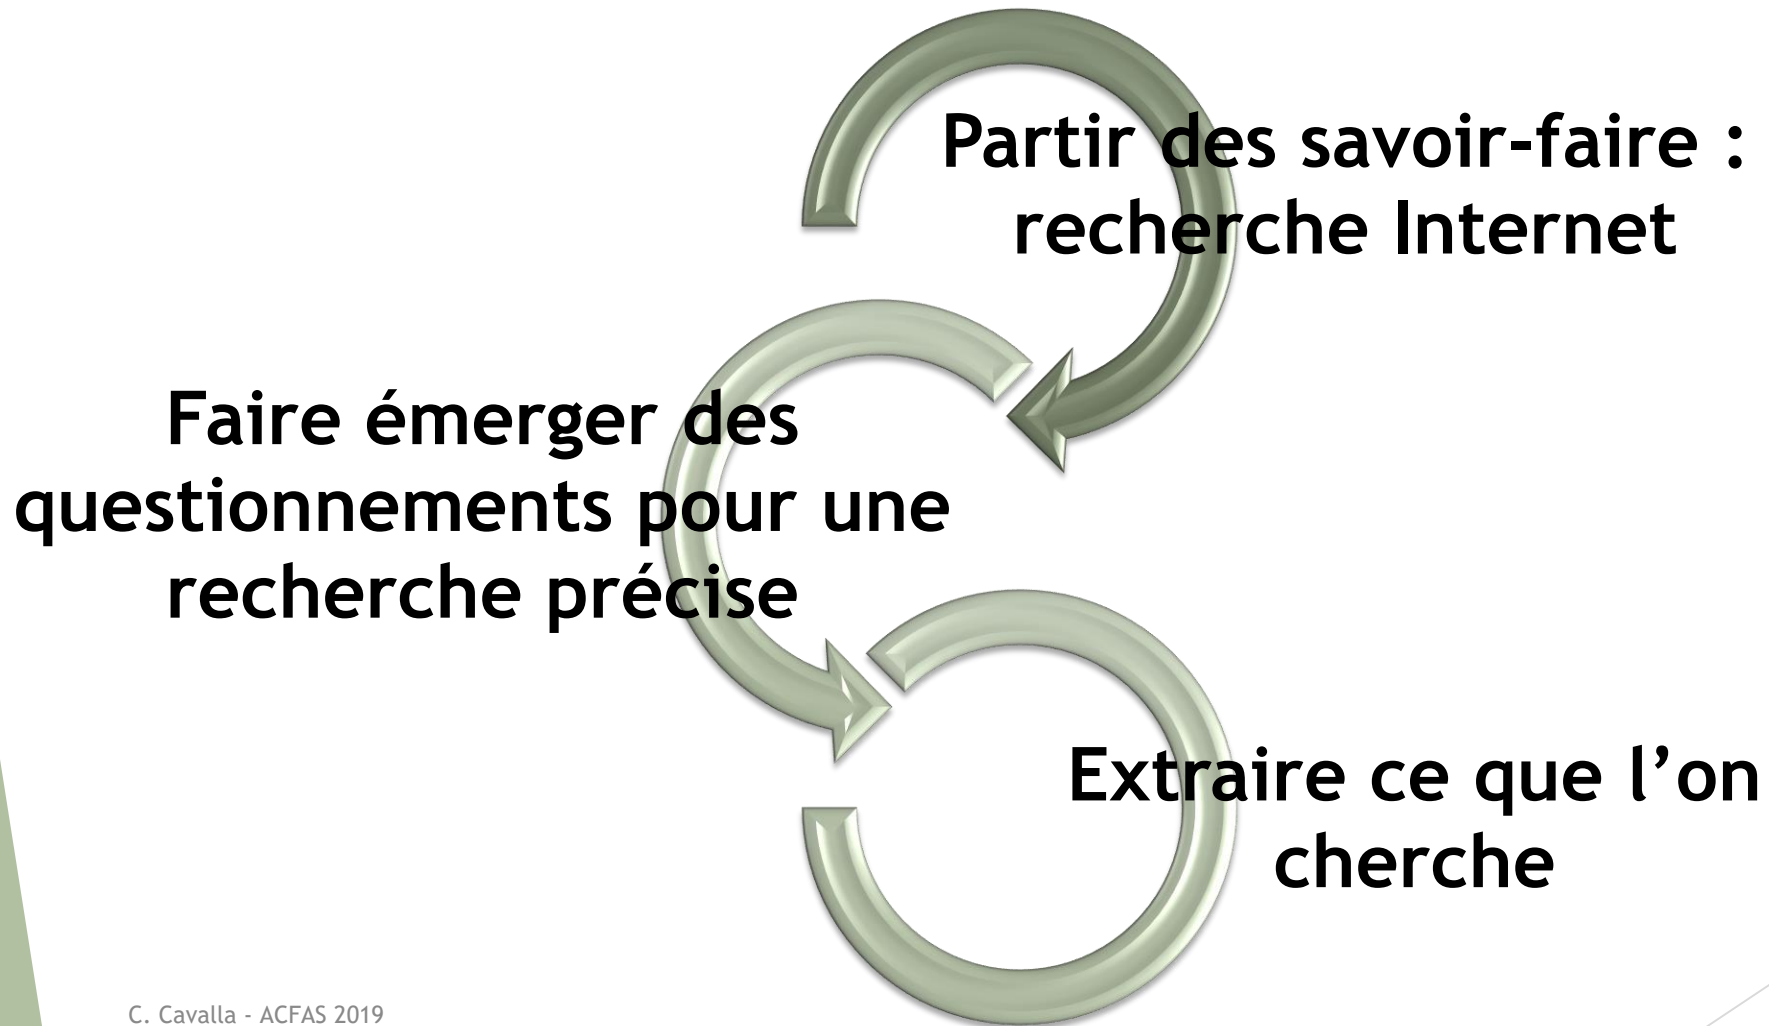 Partir des savoir-faire :
recherche Internet
Faire émerger des
questionnements pour une
recherche précise
Extraire ce que l’on
cherche
C. Cavalla - ACFAS 2019